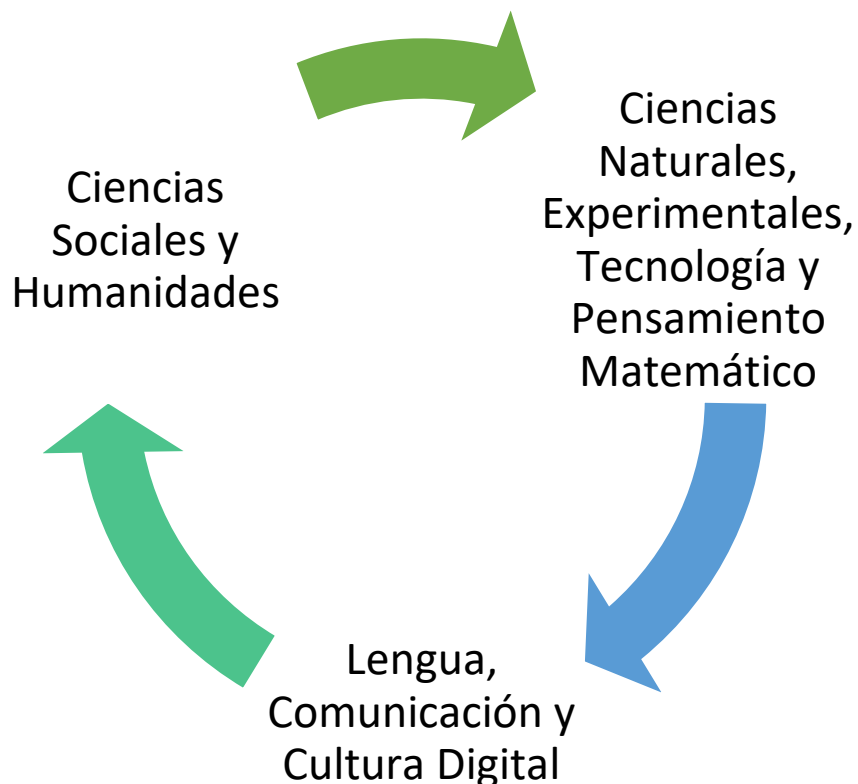 Ciencias
Sociales y
Humanidades
Ciencias
Naturales,
Experimentales,
Tecnología y
Pensamiento
Matemático
Lengua,
Comunicación y
Cultura Digital